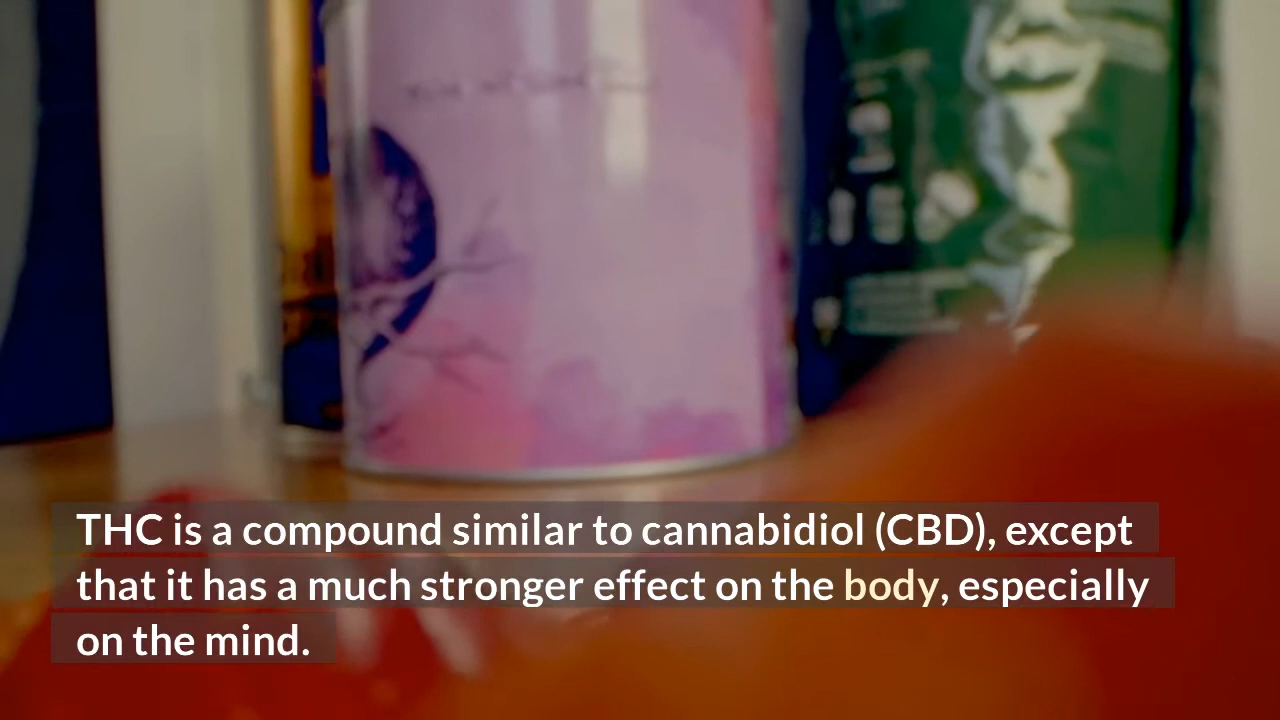 THC is a compound similar to cannabidiol (CBD), except
that it has a much stronger effect on the body, especially
on the mind.